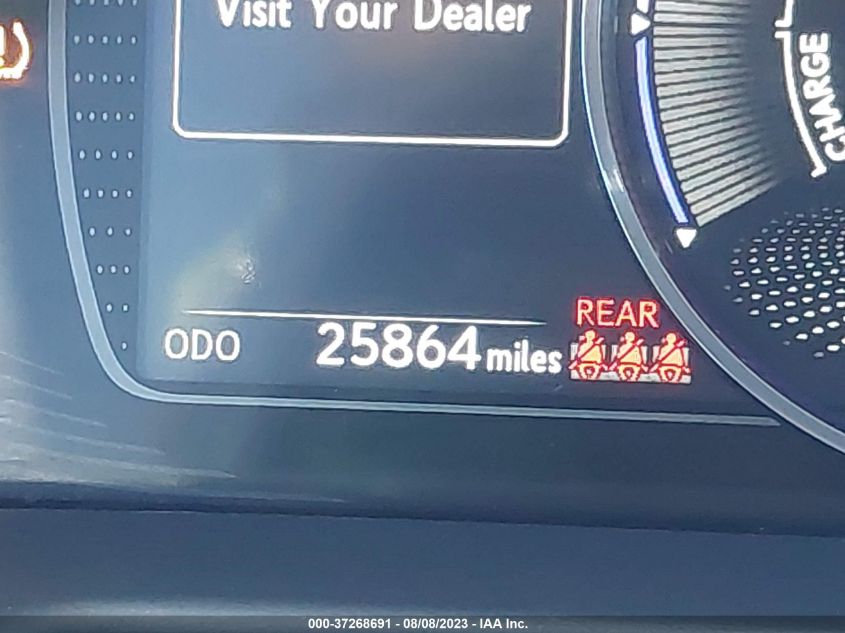 Visit Your Dealer
CHARGE
REAR
ODO 25864 miles
000-37268691 - 08/08/2023 - IAA Inc.